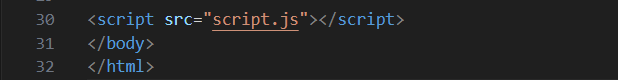 30 <script src="script.js"></script>
31 </body>
32 </html>